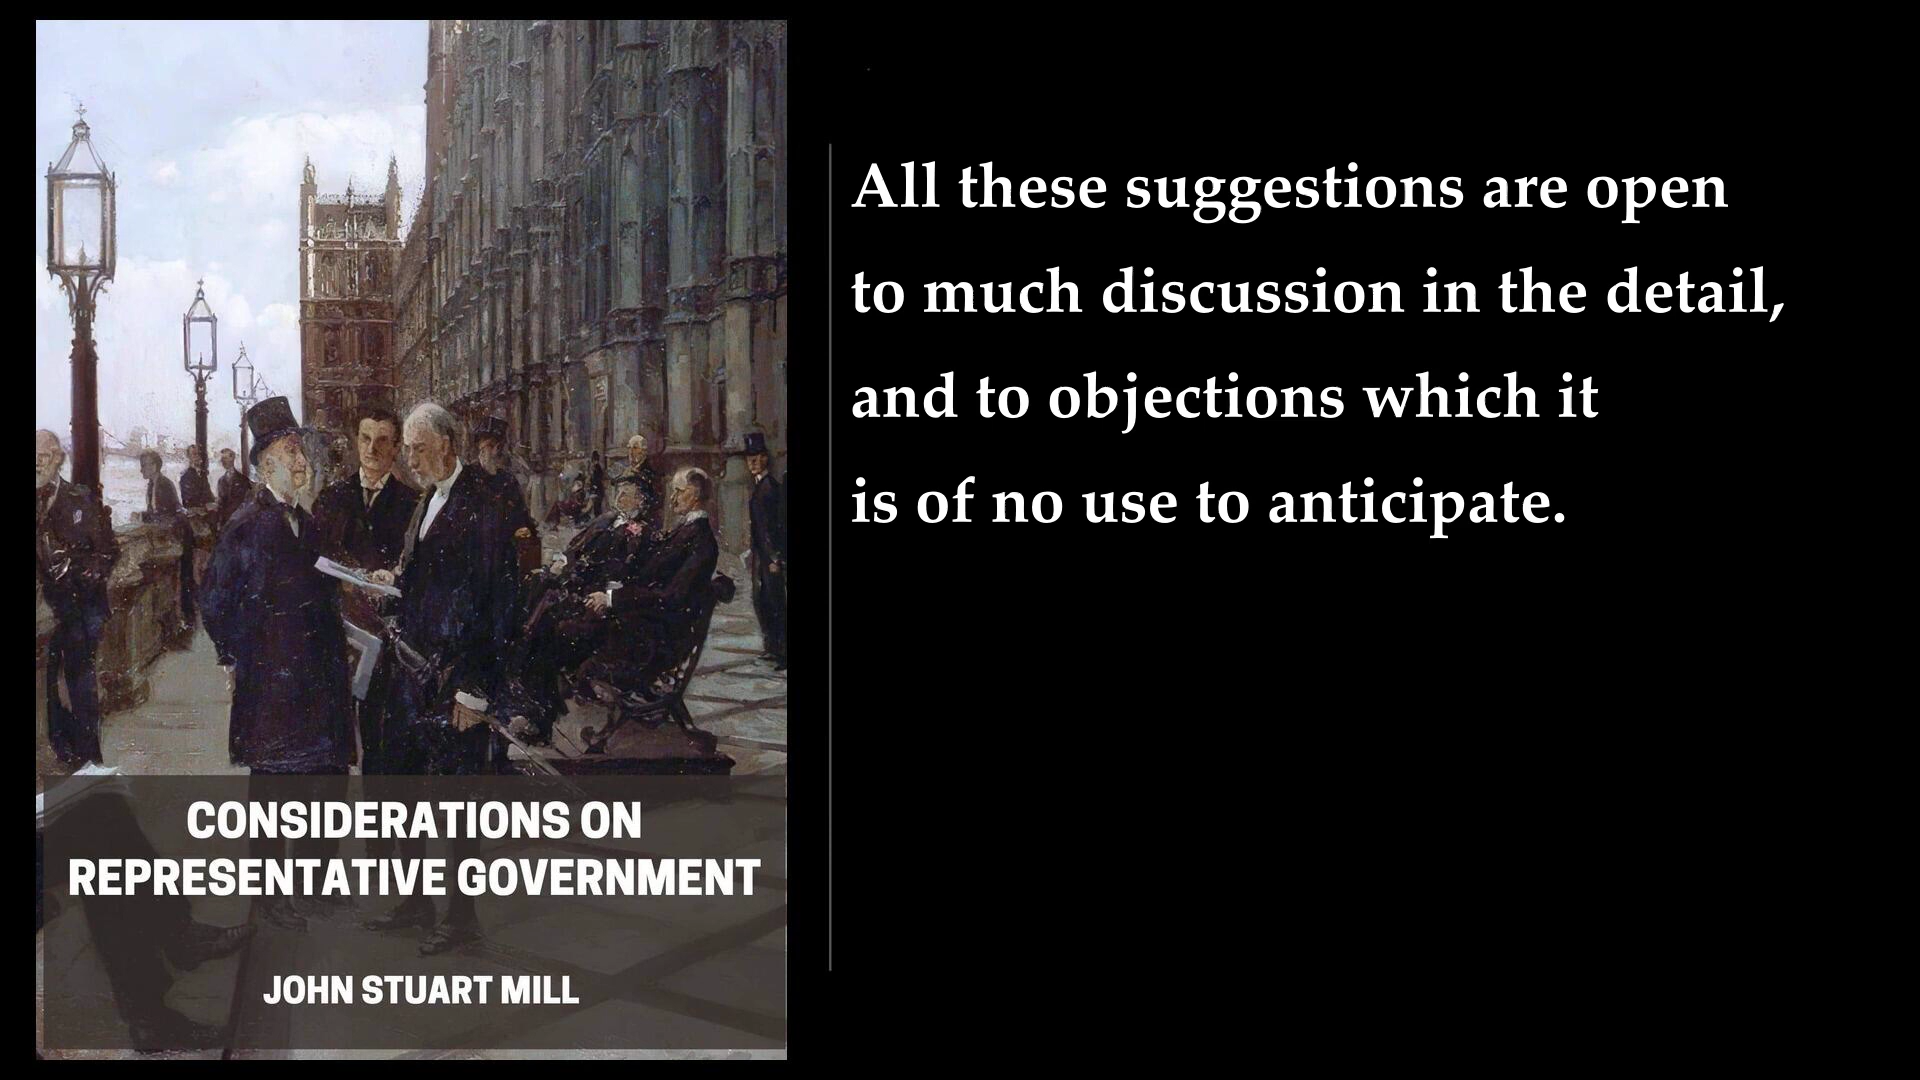 All these suggestions are open
to much discussion in the detail,
and to objections which it
is of no use to anticipate.
CONSIDERATIONS ON
REPRESENTATIVE GOVERNMENT
JOHN STUART MILL